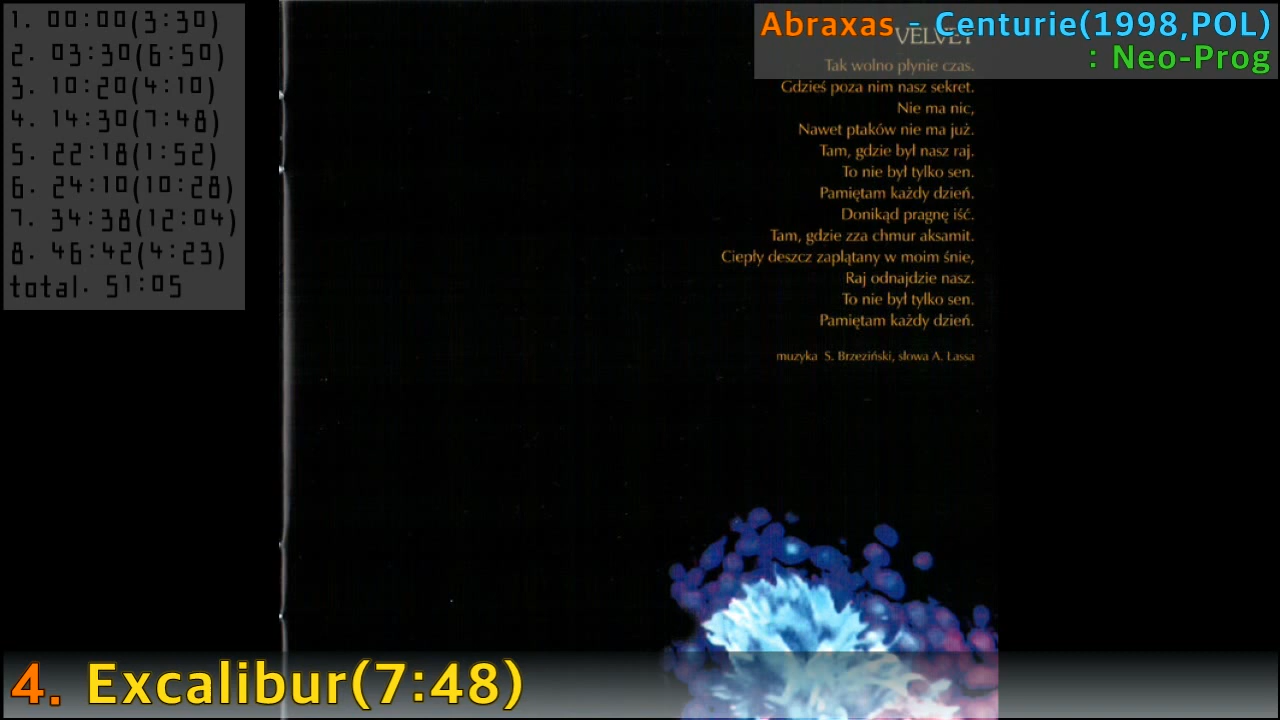 1. 00:00(3:30)
2. 03:30(6:50)
3. 10:20(4:10)
4. 14:30(7:48)
5. 22:18(1:52)
6. 24:10(10:28)
7. 34:38(12:04)
8. 46:42(4:23)
total. 51:05
Abraxas - Centurie(1998,POL)
: Neo-Prog
VELVET
Tak wolno płynie czas.
Gdzieś poza nim nasz sekret.
Nie ma nic,
Nawet ptaków nie ma już.
Tam, gdzie był nasz raj.
To nie był tylko sen.
Pamiętam każdy dzień.
Donikąd pragnę iść.
Tam, gdzie zza chmur aksamit.
Ciepły deszcz zaplątany w moim śnie,
Raj odnajdzie nasz.
To nie był tylko sen.
Pamiętam każdy dzień.
muzyka S. Brzeziński, słowa A. Łassa
4. Excalibur(7:48)